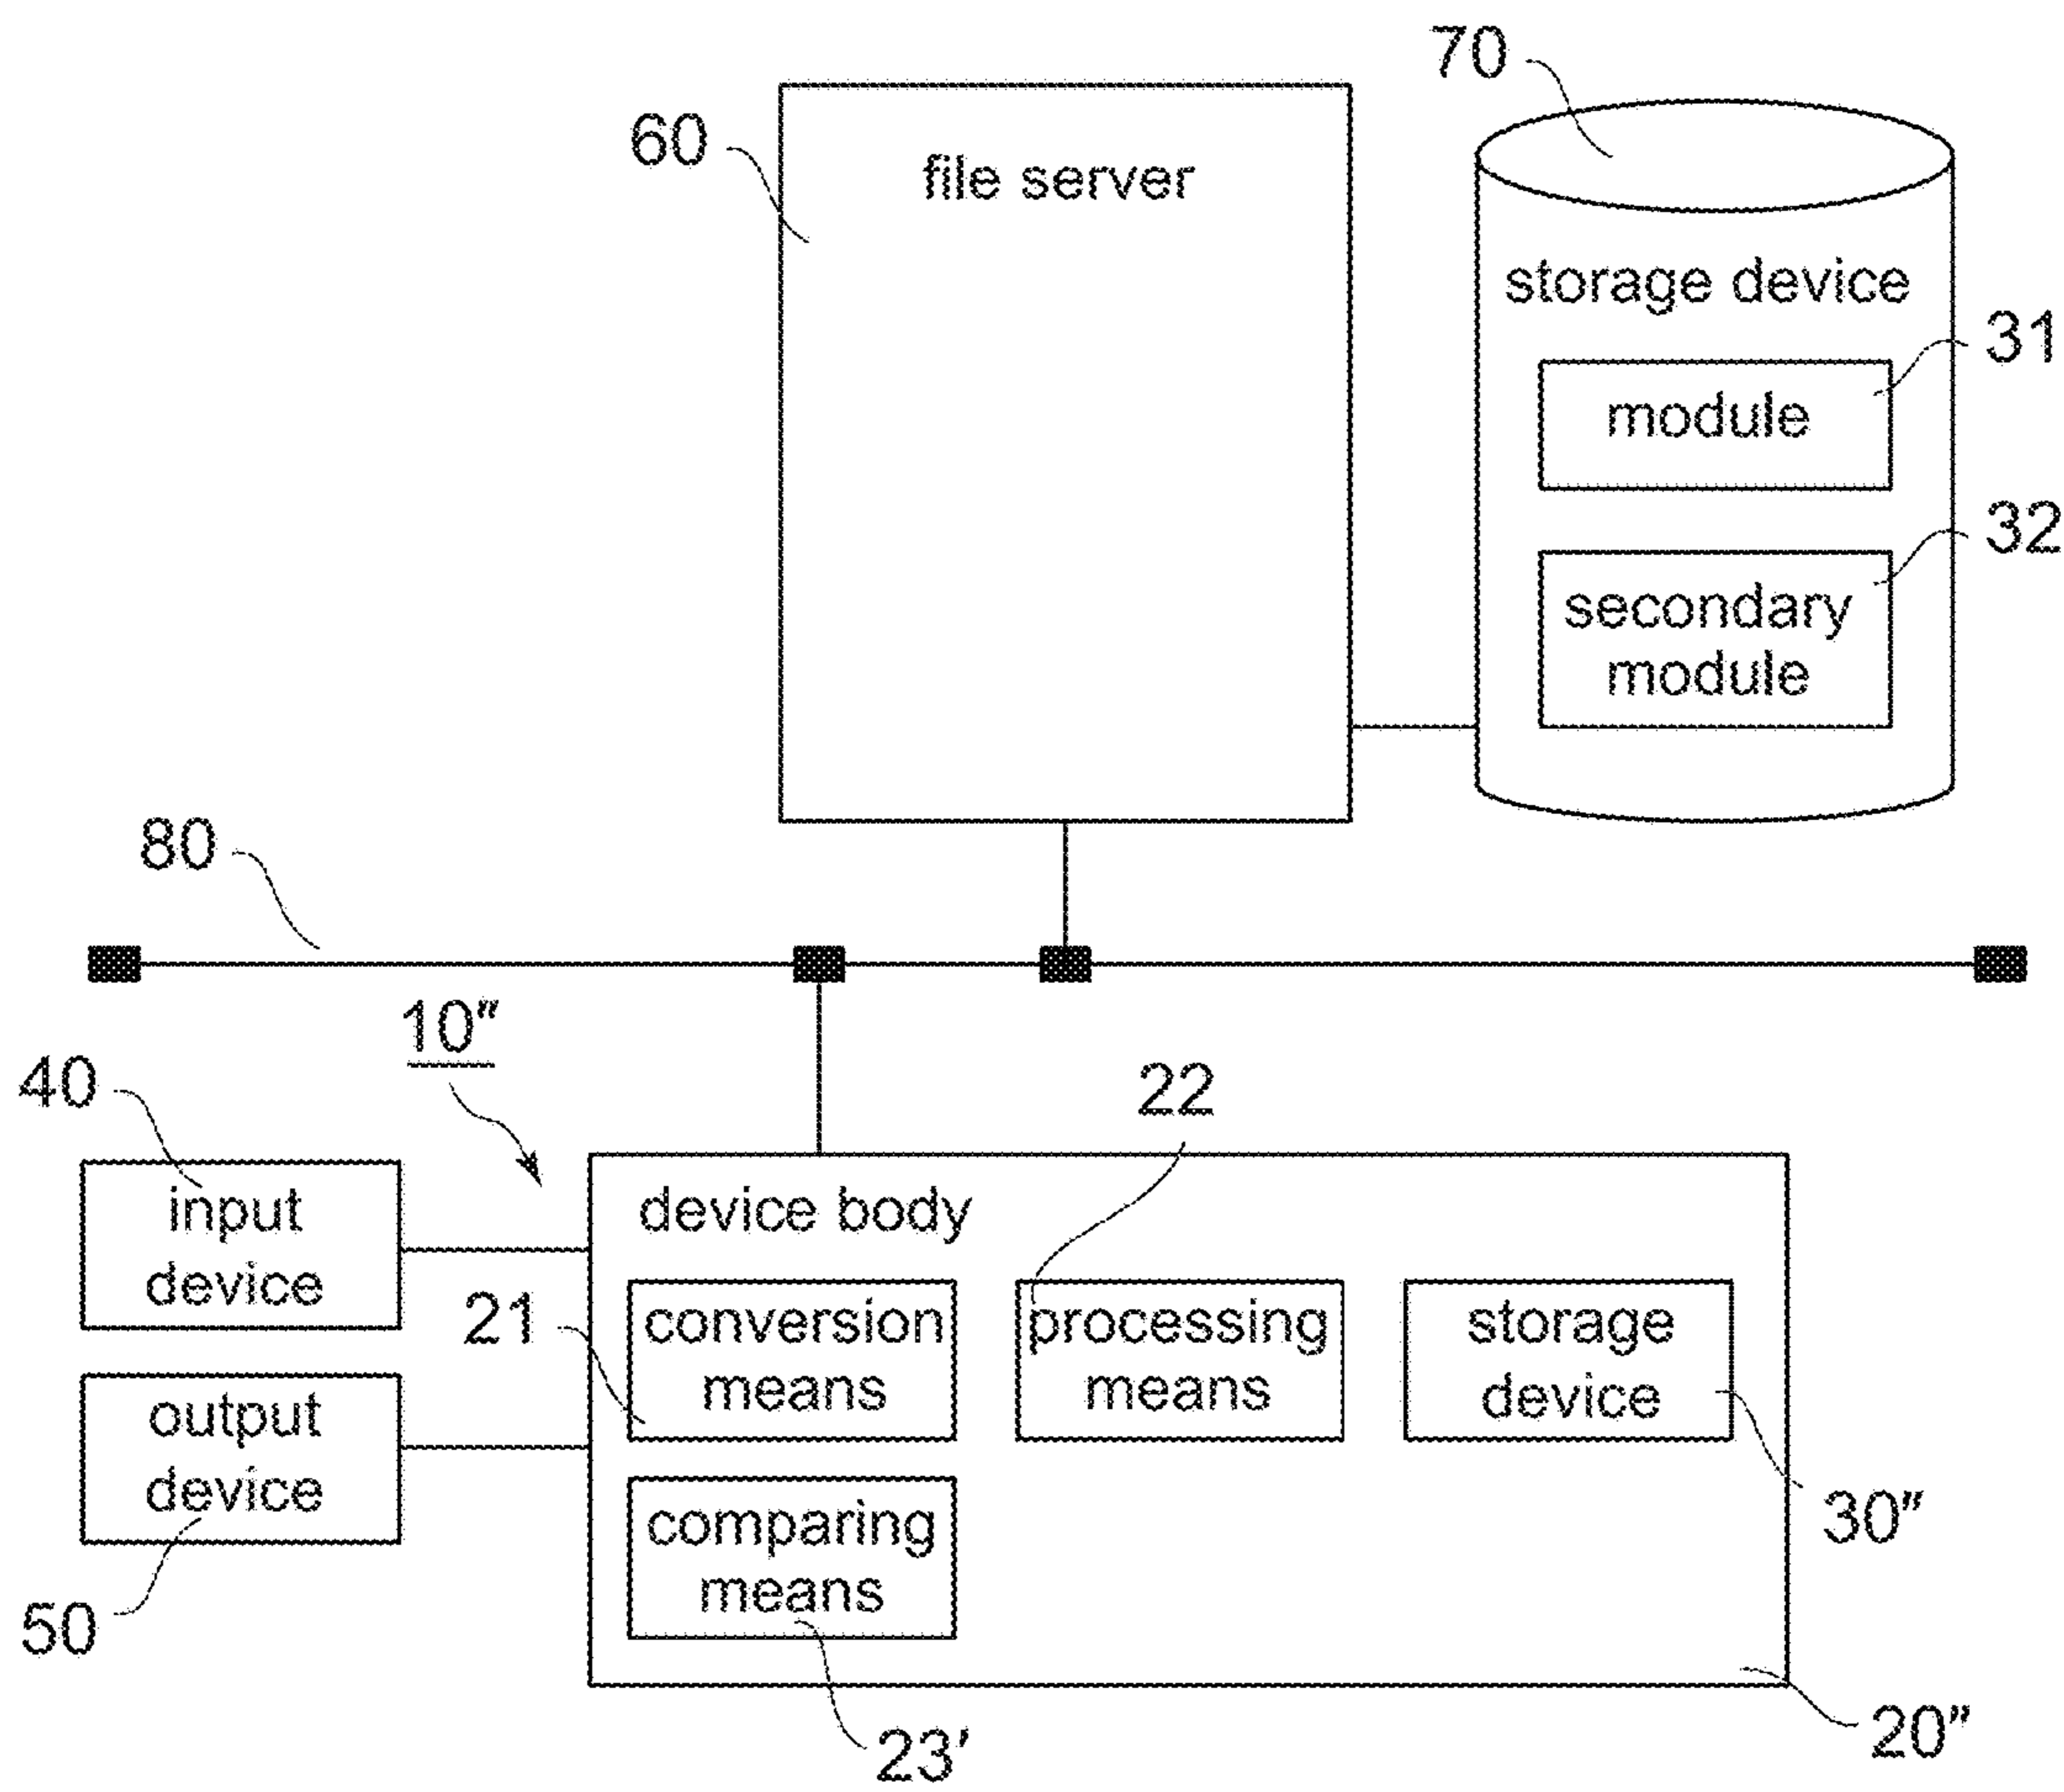 70
60
file server
storage device
31
module
32
secondary
module
80
10″
40
22
input
device
device body
21
conversion
means
processing
means
storage
device
output
device
30″
comparing
means
50
23′
20″